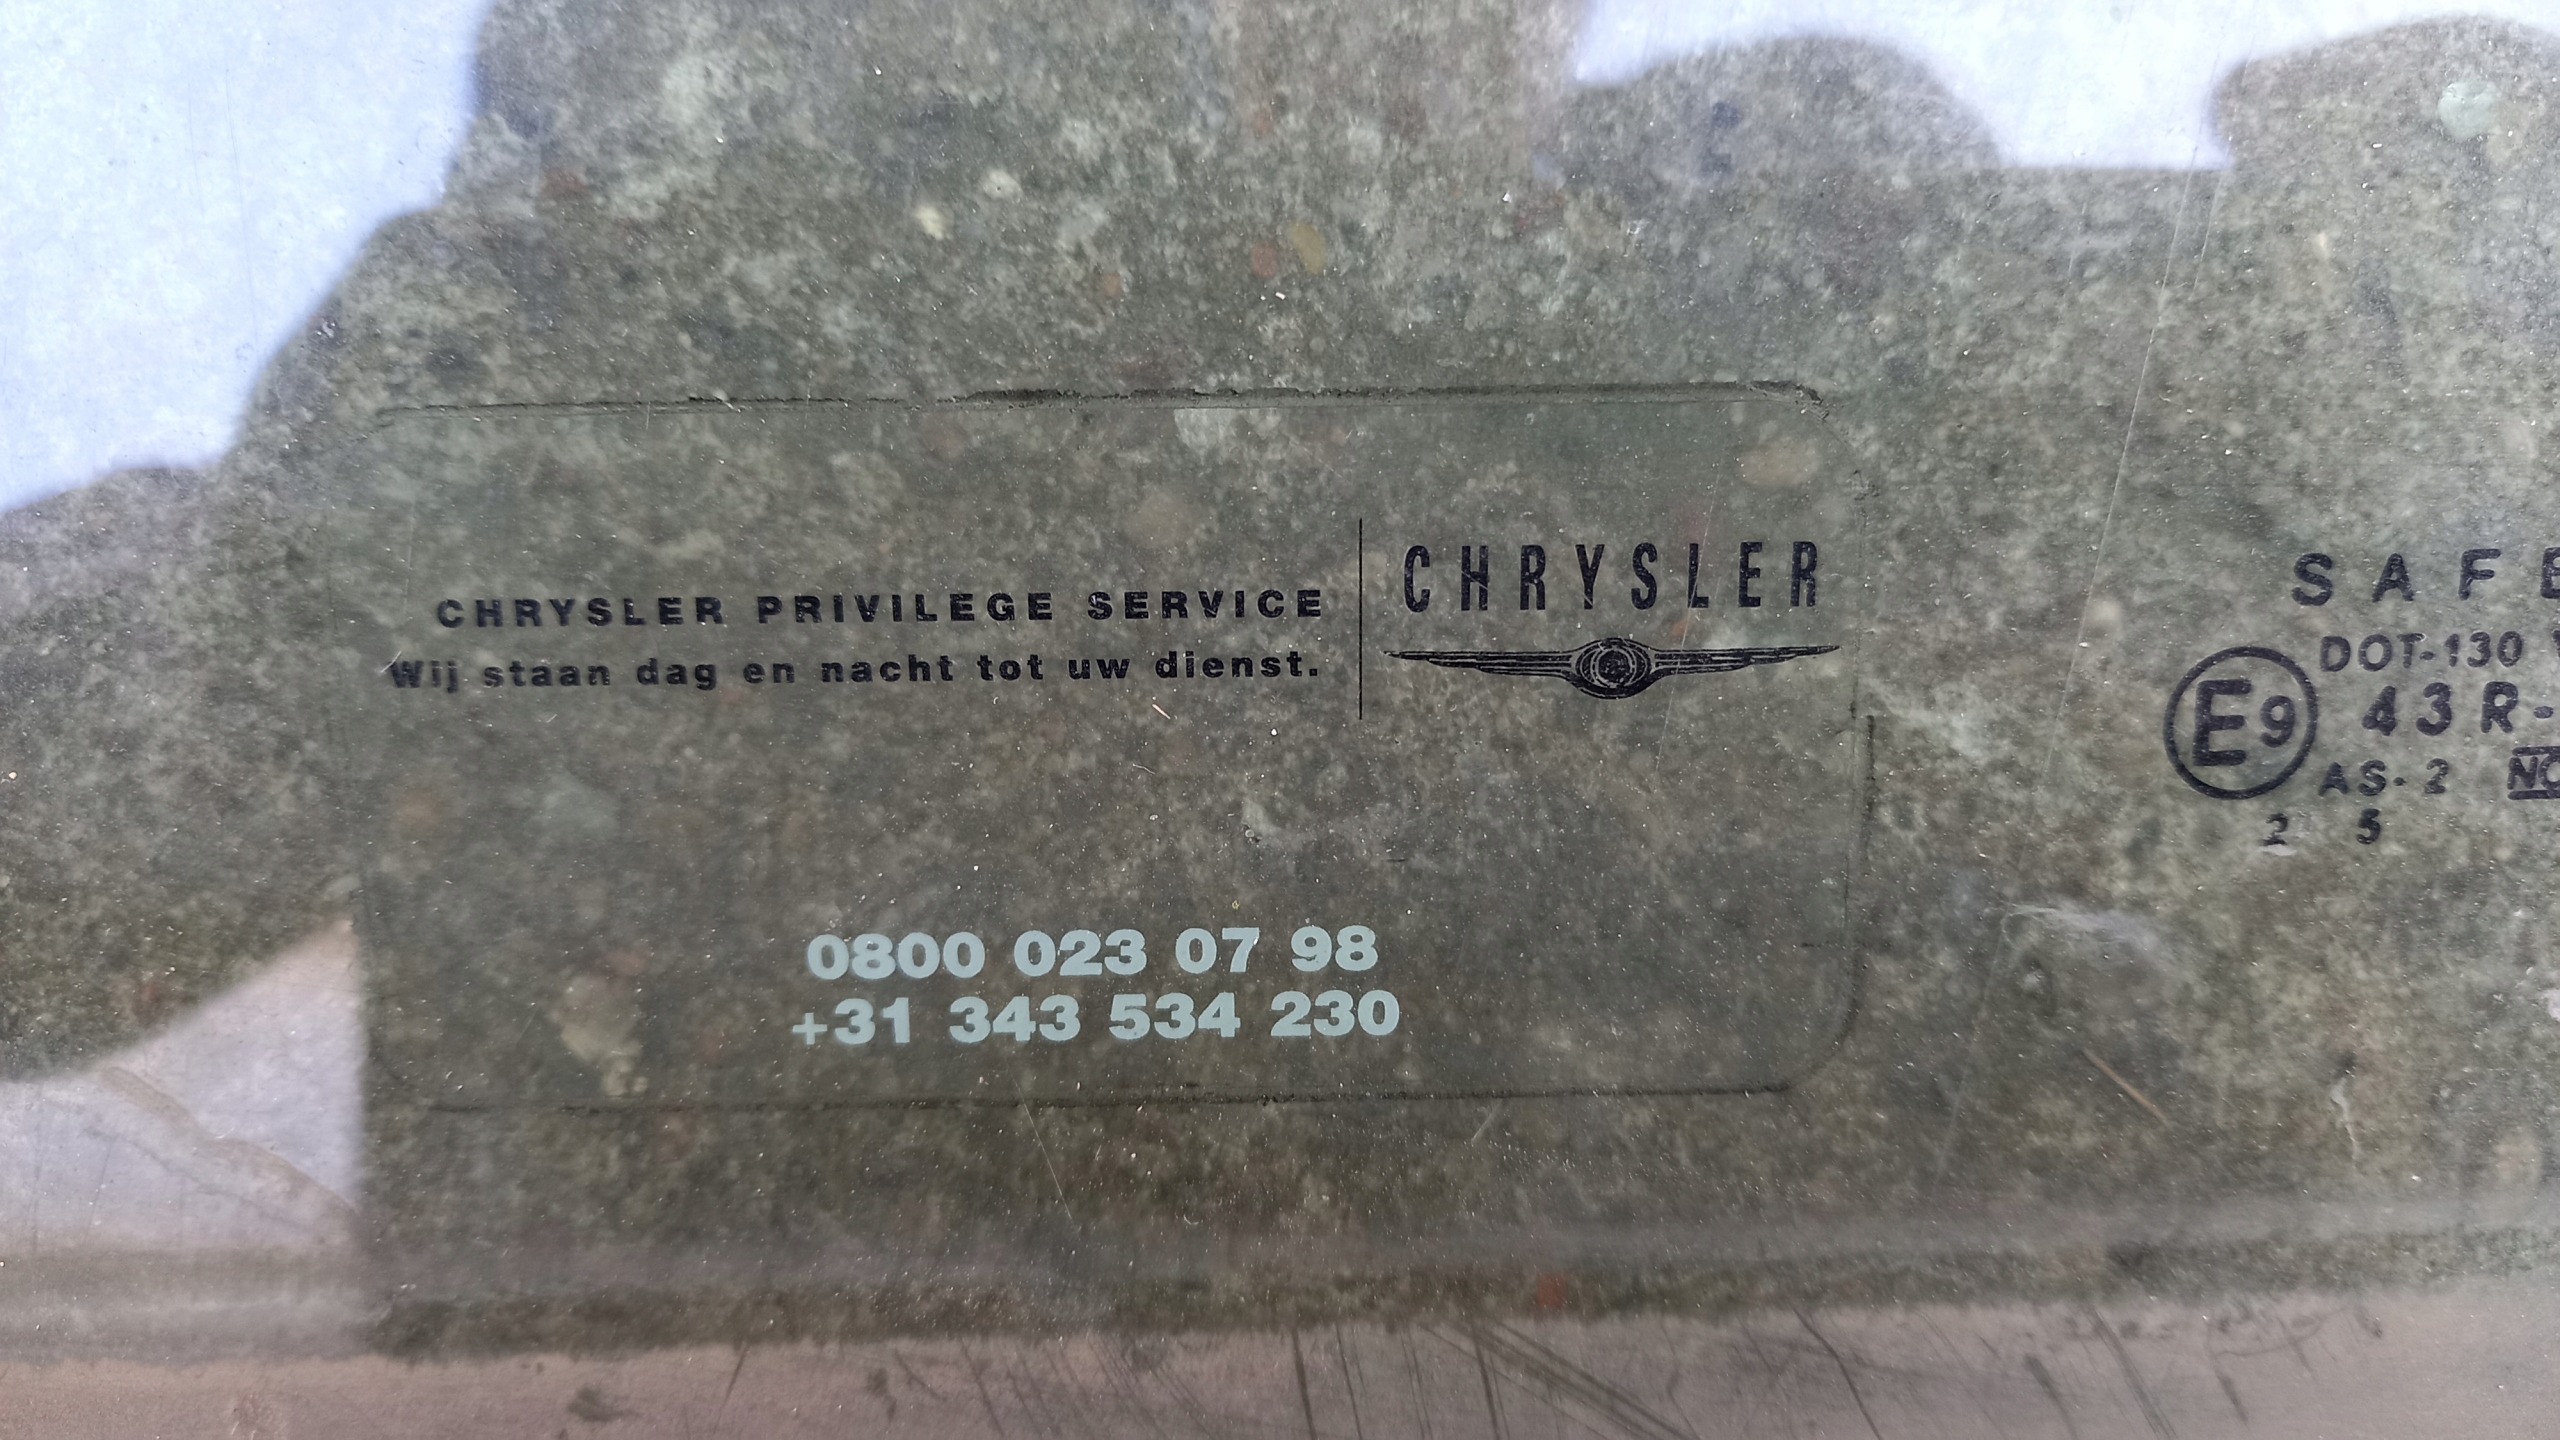 CHRYSLER PRIVILEGE SERVICE
Wij staan dag en nacht tot uw dienst.
CHRYSLER
0800 023 07 98
+31 343 534 230
DOT-130
E9
43R-
AS-2
2 5